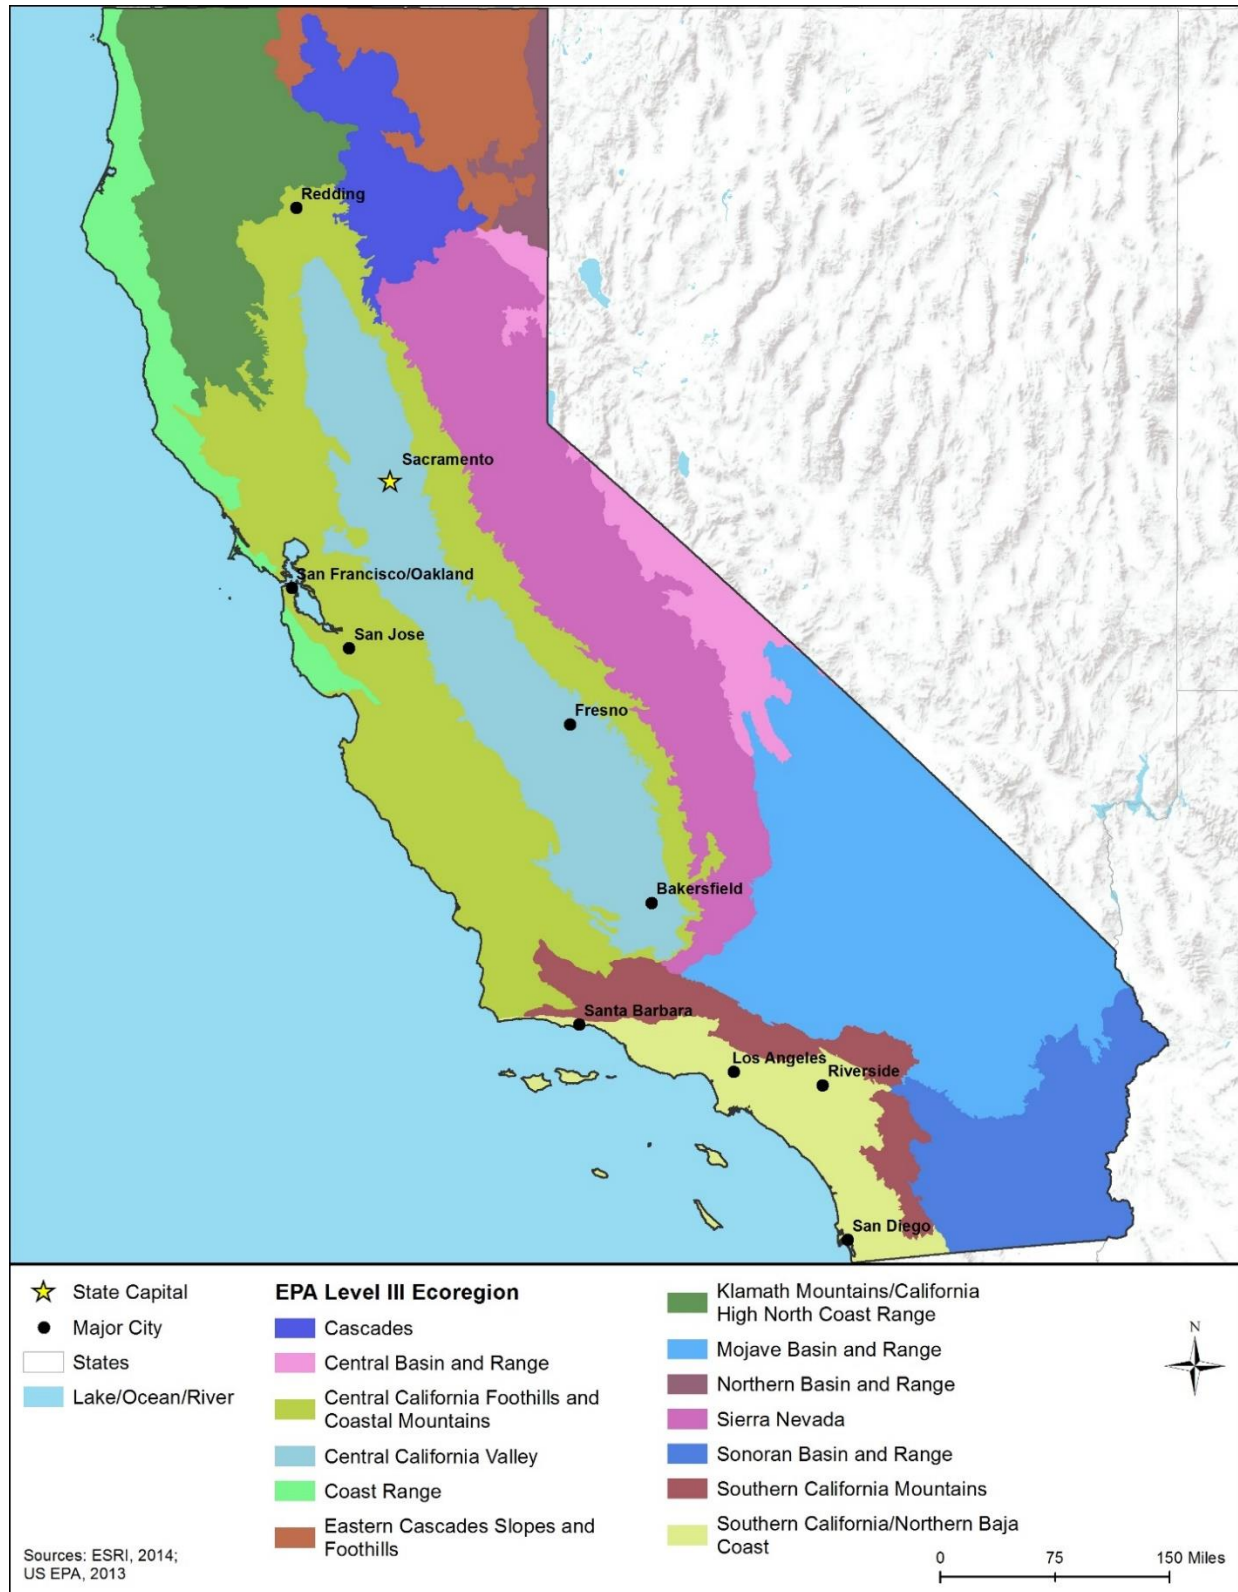 Redding
Sacramento
San Francisco/Oakland
San Jose
Fresno
Bakersfield
Santa Barbara
Los Angeles
Riverside
San Diego
State Capital
Major City
States
Lake/Ocean/River
Sources: ESRI, 2014;
US EPA, 2013
EPA Level III Ecoregion
Cascades
Central Basin and Range
Central California Foothills and
Coastal Mountains
Central California Valley
Coast Range
Eastern Cascades Slopes and
Foothills
Klamath Mountains/California
High North Coast Range
Mojave Basin and Range
Northern Basin and Range
Sierra Nevada
Sonoran Basin and Range
Southern California Mountains
Southern California/Northern Baja
Coast
N
0 75 150 Miles